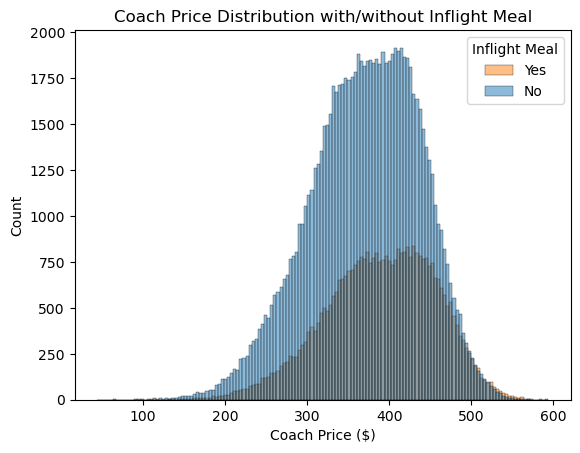 Coach Price Distribution with/without Inflight Meal
2000
1750
1500
1250
1000
750
500
250
0
Count
Inflight Meal
Yes
No
100 200 300 400 500 600
Coach Price ($)